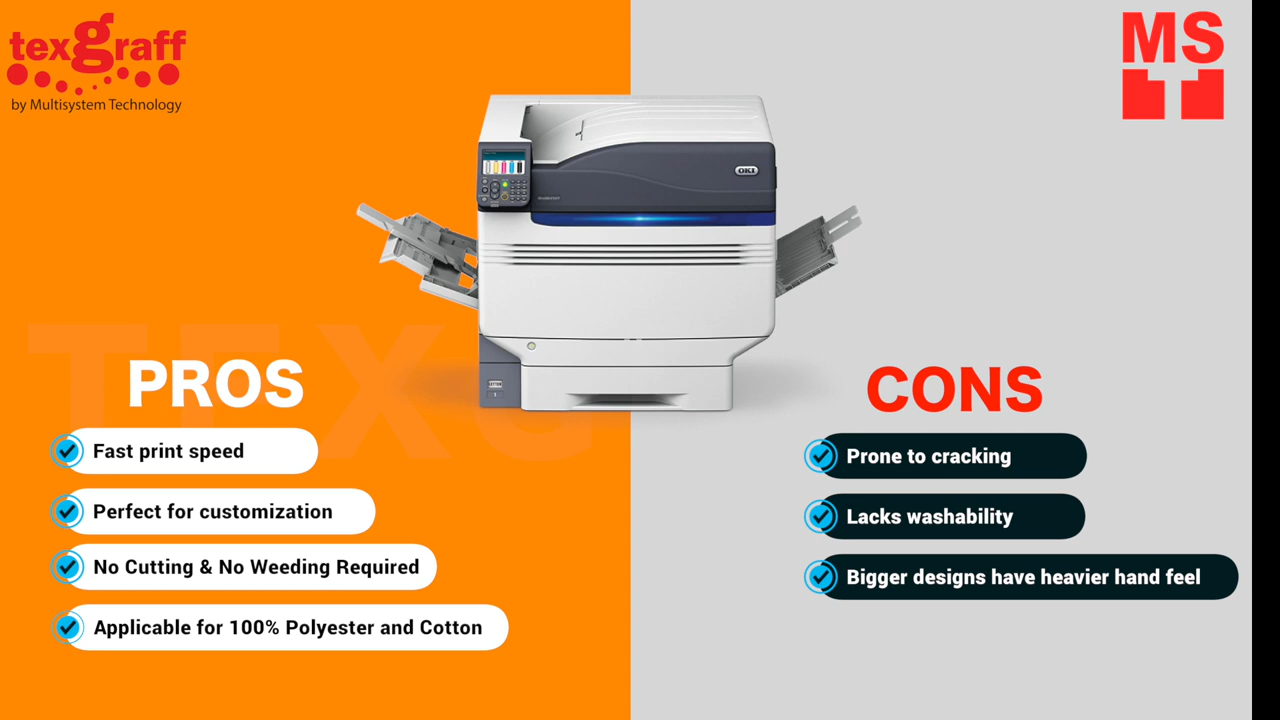 texgraff
by Multisystem Technology
MS
OKI
TEXG
PROS
Fast print speed
Perfect for customization
No Cutting & No Weeding Required
Applicable for 100% Polyester and Cotton
CONS
Prone to cracking
Lacks washability
Bigger designs have heavier hand feel